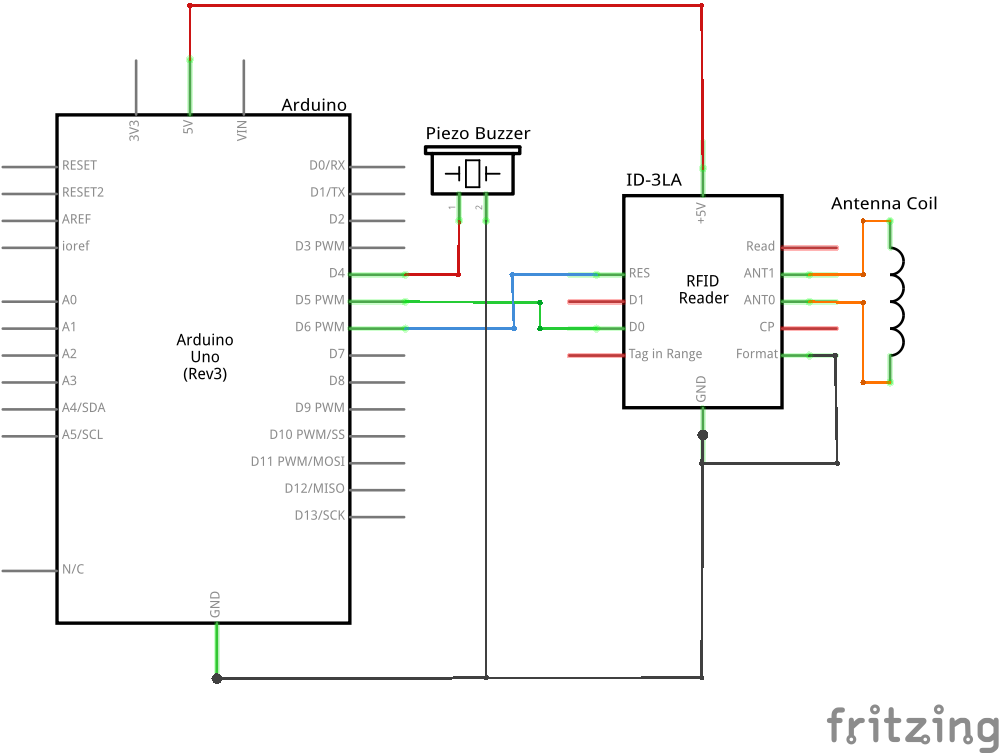 Arduino
3V3
5V
VIN
RESET
RESET2
AREF
ioref
A0
A1
A2
A3
A4/SDA
A5/SCL
N/C
Arduino
Uno
(Rev3)
D0/RX
D1/TX
D2
D3 PWM
D4
D5 PWM
D6 PWM
D7
D8
D9 PWM
D10 PWM/SS
D11 PWM/MOSI
D12/MISO
D13/SCK
GND
Piezo Buzzer
1
2
ID-3LA
+5V
RES
D1
D0
Tag in Range
RFID
Reader
Read
ANT1
ANT0
CP
Format
GND
Antenna Coil
fritzing